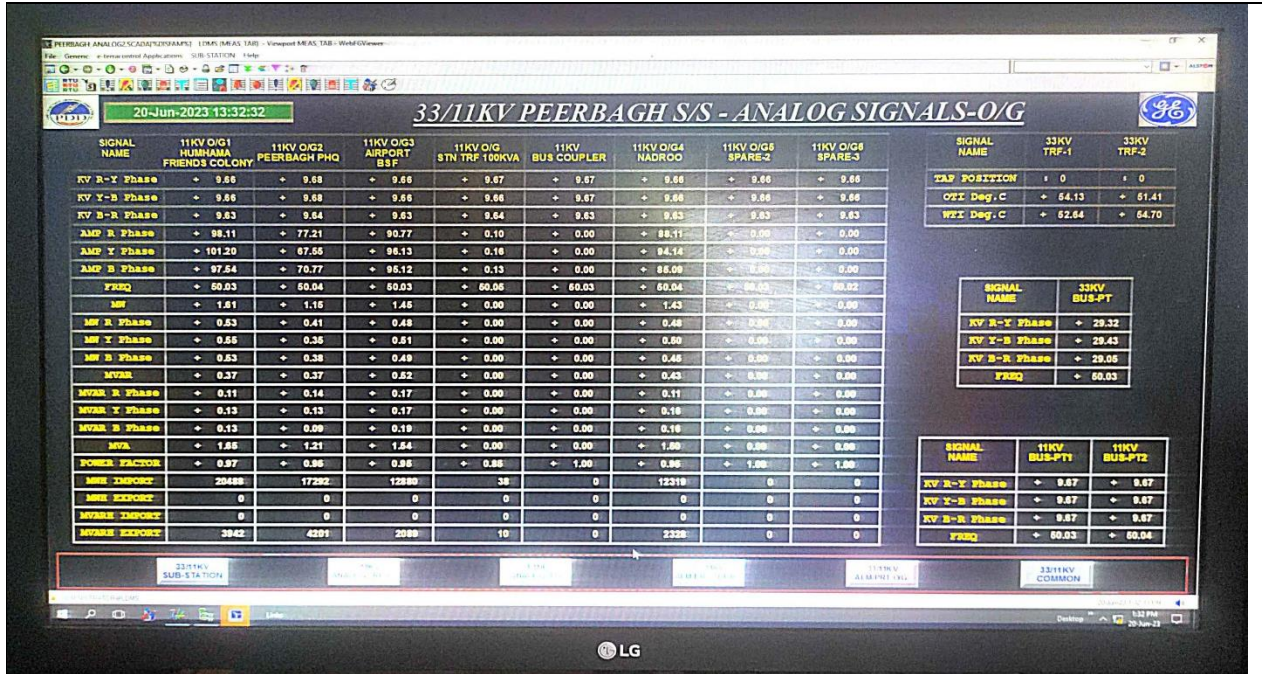 PEERBAGH_ANALOG2,SCADA[%DISFAM%] LDMS (MEAS_TAB) - Viewport MEAS_TAB - WebFGViewer
File Generic e-terracontrol Applications SUB-STATION Help
PDD 20-Jun-2023 13:32:32 33/11KV PEERBAGH S/S - ANALOG SIGNALS-O/G
SIGNAL NAME 11KV O/G1 HUMHAMA FRIENDS COLONY 11KV O/G2 PEERBAGH PHQ 11KV O/G3 AIRPORT BSF 11KV O/G STN TRF 100KVA 11KV BUS COUPLER 11KV O/G4 NADROO 11KV O/G5 SPARE-2 11KV O/G6 SPARE-3
KV R-Y Phase + 9.66 + 9.68 + 9.66 + 9.67 + 9.67 + 9.66 + 9.66 + 9.66
KV Y-B Phase + 9.66 + 9.68 + 9.66 + 9.66 + 9.67 + 9.66 + 9.66 + 9.66
KV B-R Phase + 9.63 + 9.64 + 9.63 + 9.64 + 9.63 + 9.63 + 9.63 + 9.63
AMP R Phase + 98.11 + 77.21 + 90.77 + 0.10 + 0.00 + 88.11 + 0.00 + 0.00
AMP Y Phase + 101.20 + 67.55 + 96.13 + 0.16 + 0.00 + 94.14 + 0.00 + 0.00
AMP B Phase + 97.54 + 70.77 + 95.12 + 0.13 + 0.00 + 85.09 + 0.00 + 0.00
FREQ + 50.03 + 50.04 + 50.03 + 50.05 + 50.03 + 50.04 + 50.03 50.02
MW + 1.61 + 1.15 + 1.45 + 0.00 + 0.00 + 1.43 + 0.00 0.00
MW R Phase + 0.53 + 0.41 + 0.48 + 0.00 + 0.00 + 0.48 + 0.00 0.00
MW Y Phase + 0.55 + 0.35 + 0.51 + 0.00 + 0.00 + 0.50 + 0.00 0.00
MW B Phase + 0.53 + 0.38 + 0.49 + 0.00 + 0.00 + 0.45 + 0.00 + 0.00
MVAR + 0.37 + 0.37 + 0.52 + 0.00 + 0.00 + 0.43 + 0.00 + 0.00
MVAR R Phase + 0.11 + 0.14 + 0.17 + 0.00 + 0.00 + 0.11 + 0.00 + 0.00
MVAR Y Phase + 0.13 + 0.13 + 0.17 + 0.00 + 0.00 + 0.16 + 0.00 + 0.00
MVAR B Phase + 0.13 + 0.09 + 0.19 + 0.00 + 0.00 + 0.16 + 0.00 + 0.00
MVA + 1.65 + 1.21 + 1.54 + 0.00 + 0.00 + 1.50 + 0.00 + 0.00
POWER FACTOR + 0.97 + 0.95 + 0.95 + 0.85 + 1.00 + 0.95 + 1.00 + 1.00
MWH IMPORT 20488 17292 12880 38 0 12319 0 0
MWH EXPORT 0 0 0 0 0 0 0 0
MVARH IMPORT 0 0 0 0 0 0 0 0
MVARH EXPORT 3942 4201 2089 10 0 2328 0 0
SIGNAL NAME 33KV TRF-1 33KV TRF-2
TAP POSITION 0 0
OTI Deg.C + 54.13 + 51.41
WTI Deg.C + 52.64 + 54.70
SIGNAL NAME 33KV BUS-PT
KV R-Y Phase + 29.32
KV Y-B Phase + 29.43
KV B-R Phase + 29.05
FREQ + 50.03
SIGNAL NAME 11KV BUS-PT1 11KV BUS-PT2
KV R-Y Phase + 9.67 + 9.67
KV Y-B Phase + 9.67 + 9.67
KV B-R Phase + 9.67 + 9.67
FREQ + 50.03 + 50.04
33/11KV SUB-STATION 33/11KV COMMON
Links Desktop 1:32 PM
20-Jun-23
LG